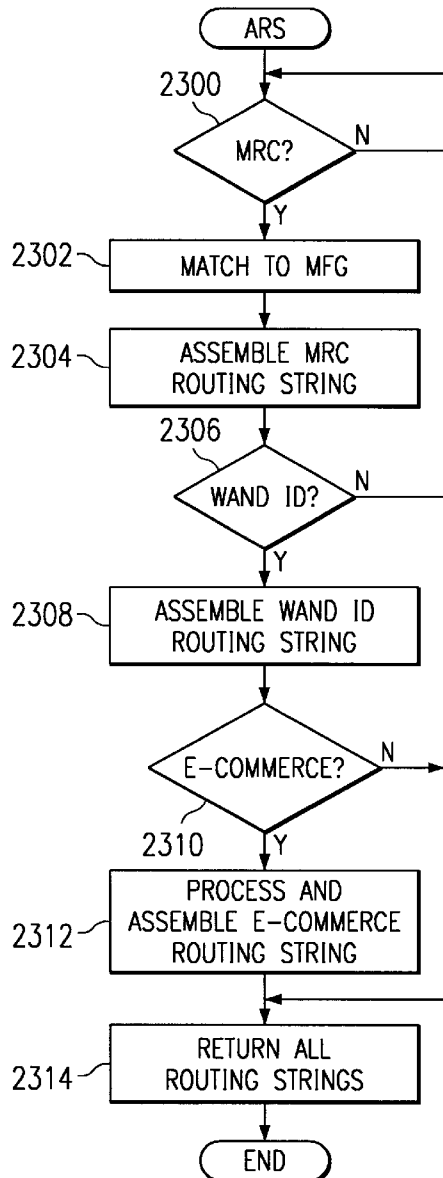 ARS
2300
MRC?
N
Y
2302
MATCH TO MFG
2304
ASSEMBLE MRC
ROUTING STRING
2306
WAND ID?
N
Y
2308
ASSEMBLE WAND ID
ROUTING STRING
E-COMMERCE?
N
2310
Y
2312
PROCESS AND
ASSEMBLE E-COMMERCE
ROUTING STRING
2314
RETURN ALL
ROUTING STRINGS
END